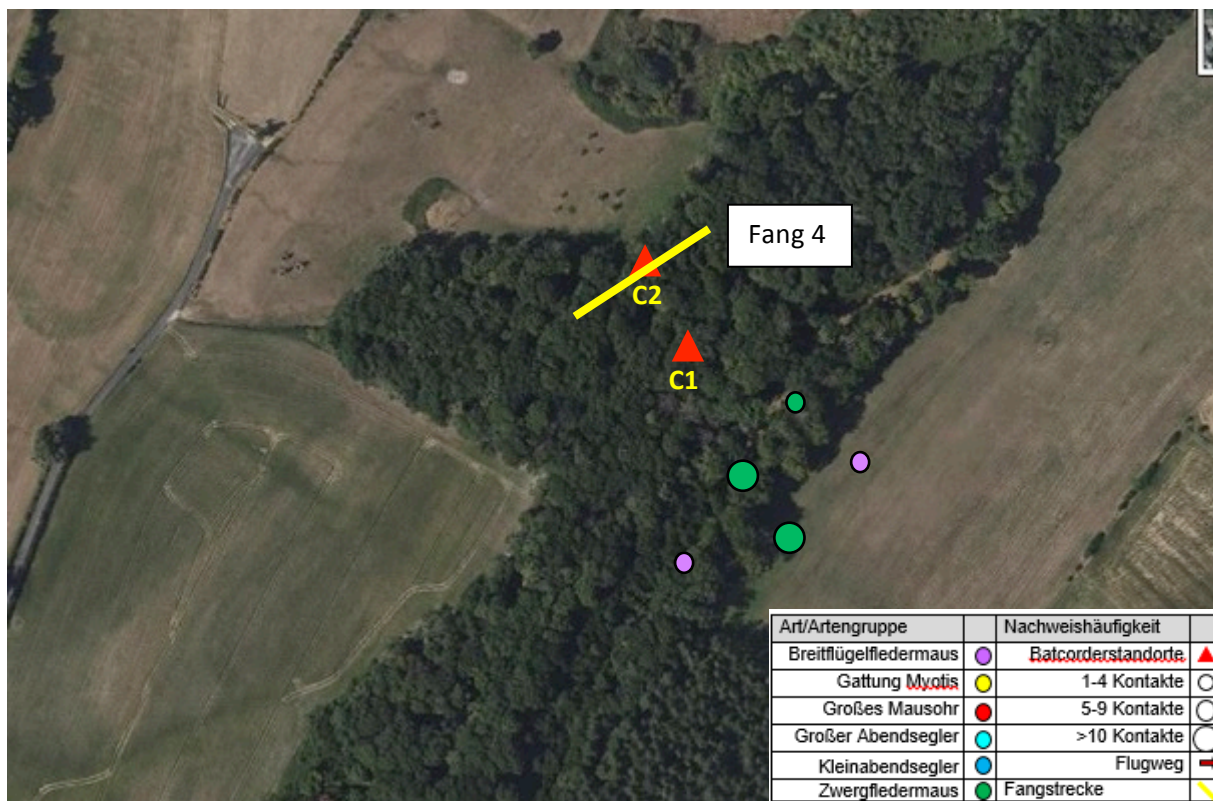 Fang 4
C2
C1
Art/Artengruppe Nachweishäufigkeit
Breitflügelfledermaus Batcorderstandorte
Gattung Myotis 1-4 Kontakte
Großes Mausohr 5-9 Kontakte
Großer Abendsegler >10 Kontakte
Kleinabendsegler Flugweg
Zwergfledermaus Fangstrecke